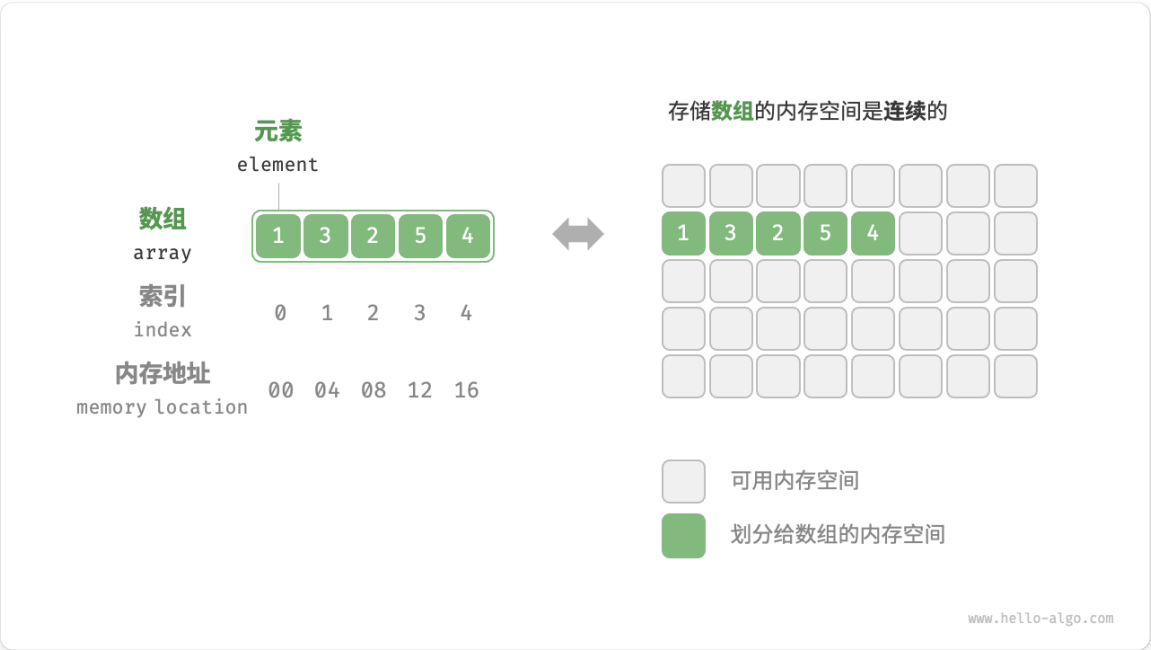 元素
element
数组
array
1 3 2 5 4
索引
index
0 1 2 3 4
内存地址
memory location
00 04 08 12 16
存储数组的内存空间是连续的
1 3 2 5 4
可用内存空间
划分给数组的内存空间
www.hello-algo.com